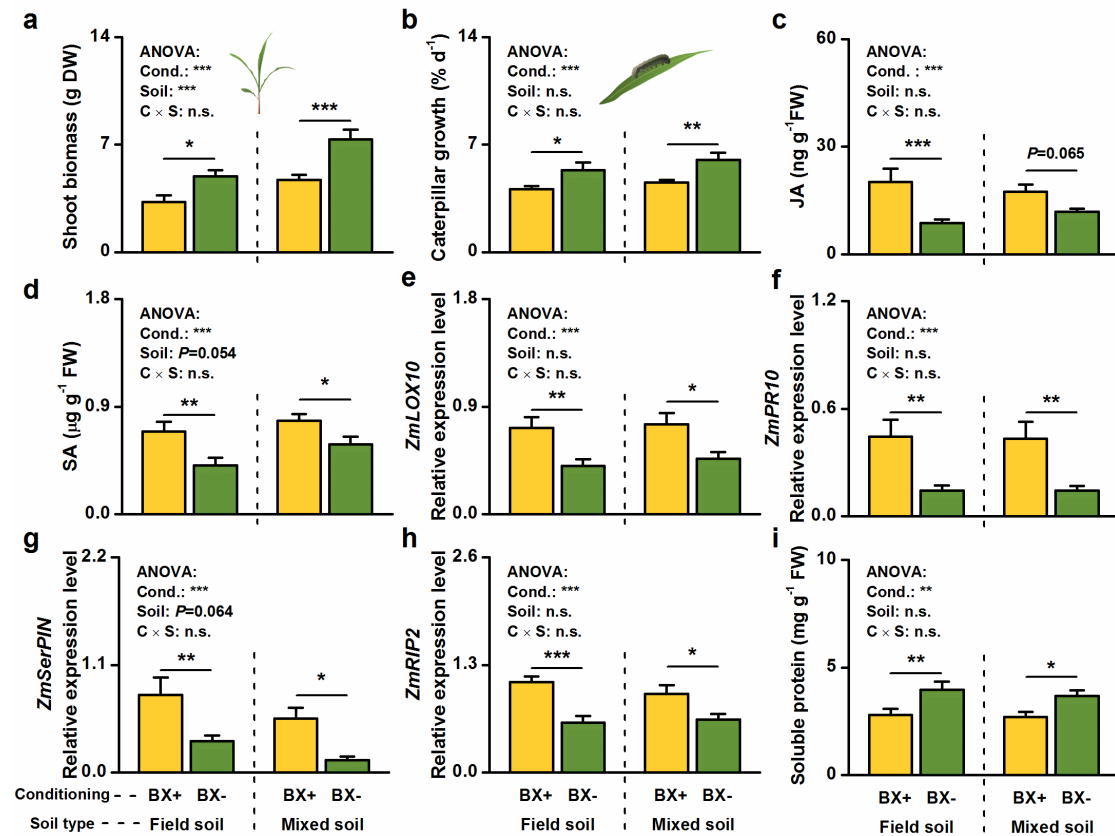 a
Shoot biomass (g DW)
14
7
0
ANOVA:
Cond.: ***
Soil: ***
C × S: n.s.
*
***
b
Caterpillar growth (% d⁻¹)
14
7
0
ANOVA:
Cond.: ***
Soil: n.s.
C × S: n.s.
*
**
c
JA (ng g⁻¹FW)
60
30
0
ANOVA:
Cond. : ***
Soil: n.s.
C × S: n.s.
***
P=0.065
d
SA (μg g⁻¹ FW)
1.8
0.9
0.0
ANOVA:
Cond.: ***
Soil: P=0.054
C × S: n.s.
**
*
e
ZmLOX10
Relative expression level
1.8
0.9
0.0
ANOVA:
Cond.: ***
Soil: n.s.
C × S: n.s.
**
*
f
ZmPR10
Relative expression level
1.2
0.6
0.0
ANOVA:
Cond.: ***
Soil: n.s.
C × S: n.s.
**
**
g
ZmSerPIN
Relative expression level
2.2
1.1
0.0
ANOVA:
Cond.: ***
Soil: P=0.064
C × S: n.s.
**
*
h
ZmRIP2
Relative expression level
2.6
1.3
0.0
ANOVA:
Cond.: ***
Soil: n.s.
C × S: n.s.
***
*
i
Soluble protein (mg g⁻¹ FW)
10
5
0
ANOVA:
Cond.: **
Soil: n.s.
C × S: n.s.
**
*
Conditioning BX+ BX- BX+ BX- BX+ BX- BX+ BX- BX+ BX- BX+ BX-
Soil type Field soil Mixed soil Field soil Mixed soil Field soil Mixed soil